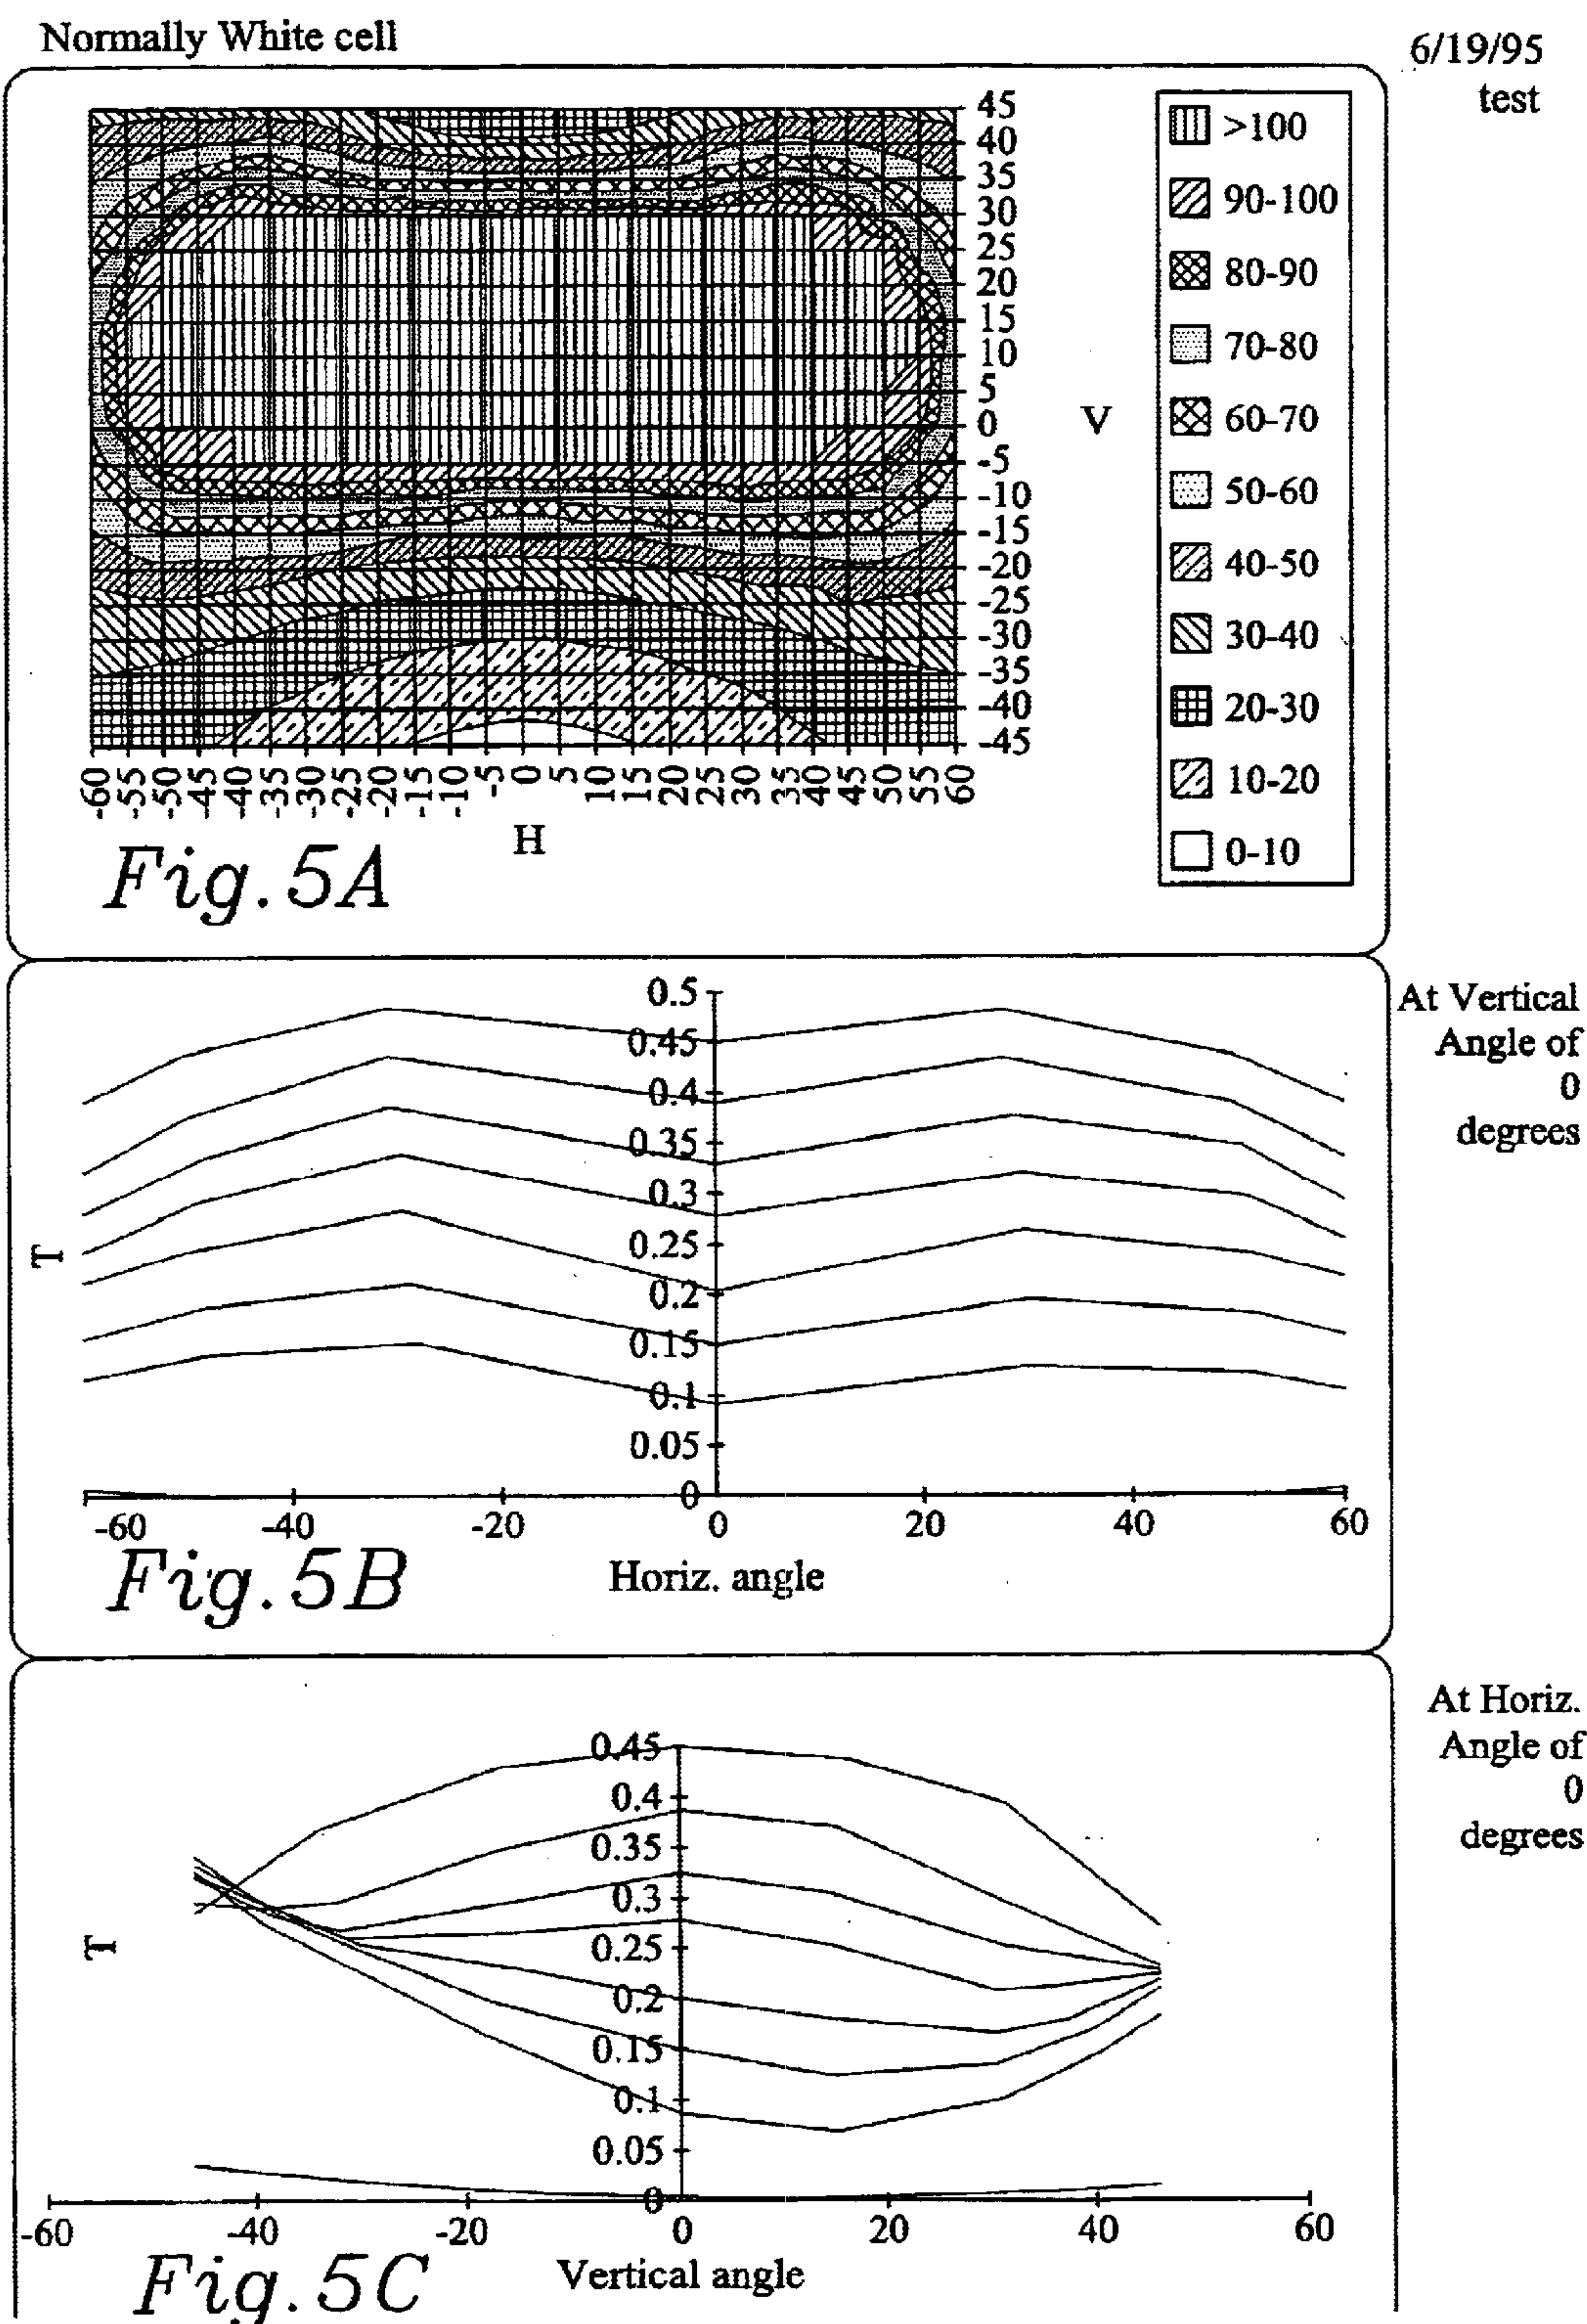 Normally White cell
6/19/95
test
45
40
35
30
25
20
15
10
5
0
-5
-10
-15
-20
-25
-30
-35
-40
-45
V
>100
90-100
80-90
70-80
60-70
50-60
40-50
30-40
20-30
10-20
0-10
-60 -55 -50 -45 -40 -35 -30 -25 -20 -15 -10 -5 0 5 10 15 20 25 30 35 40 45 50 55 60
H
Fig. 5A
At Vertical
Angle of
0
degrees
0.5
0.45
0.4
0.35
0.3
0.25
0.2
0.15
0.1
0.05
0
T
-60 -40 -20 0 20 40 60
Horiz. angle
Fig. 5B
At Horiz.
Angle of
0
degrees
0.45
0.4
0.35
0.3
0.25
0.2
0.15
0.1
0.05
0
T
-60 -40 -20 0 20 40 60
Vertical angle
Fig. 5C